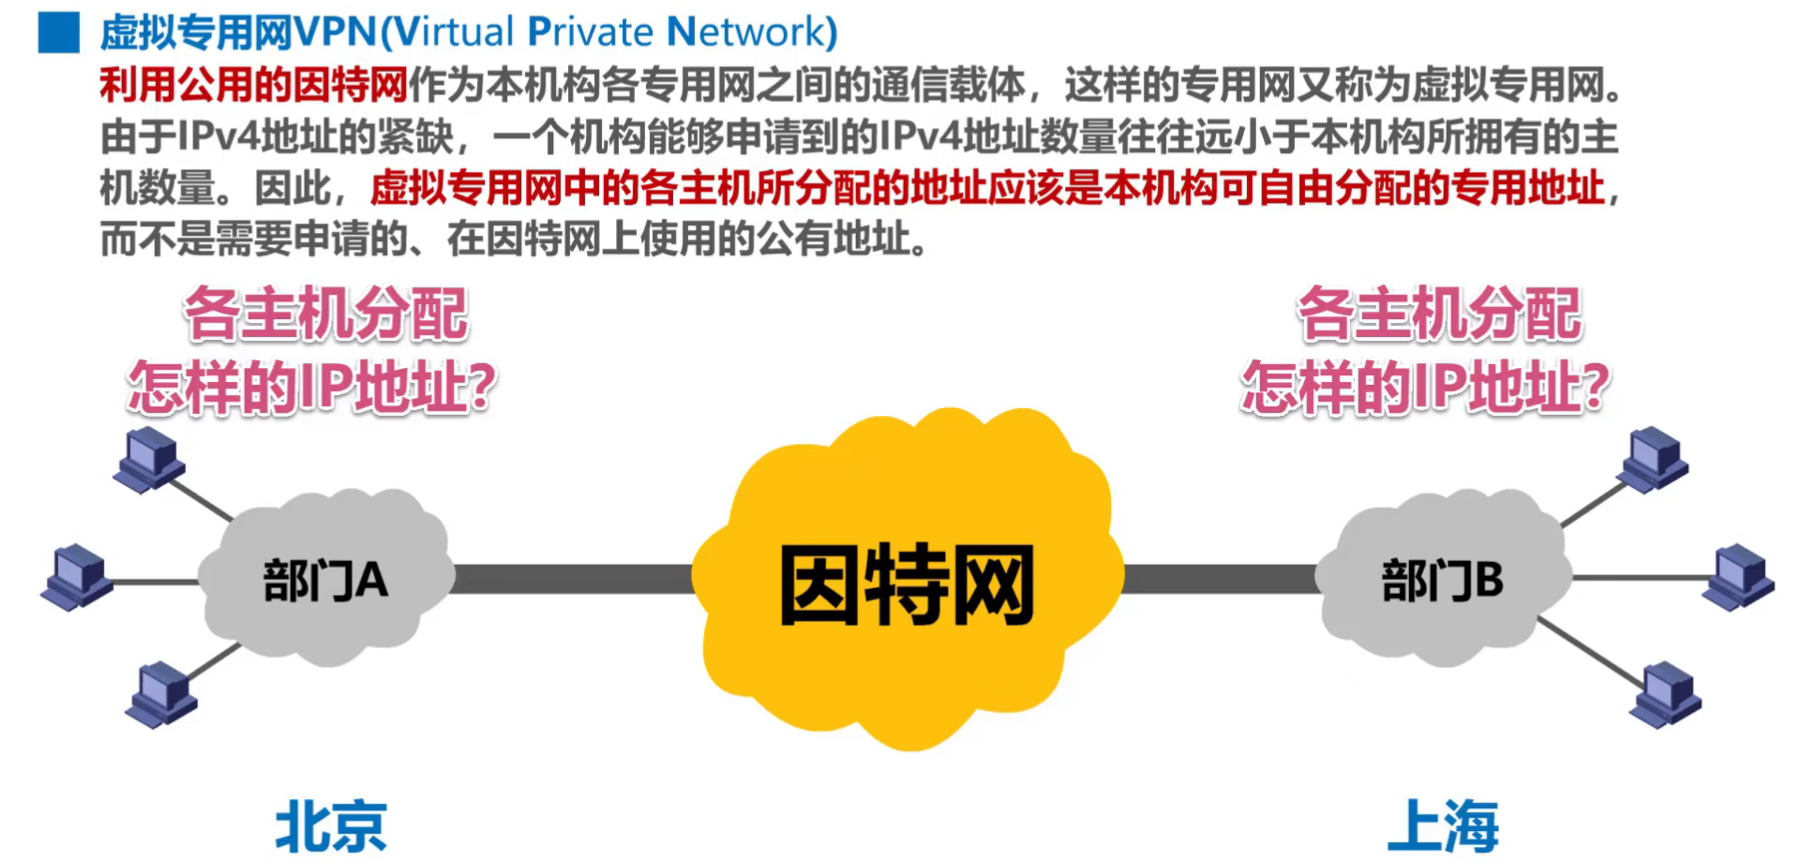 虚拟专用网VPN(Virtual Private Network)
利用公用的因特网作为本机构各专用网之间的通信载体，这样的专用网又称为虚拟专用网。
由于IPv4地址的紧缺，一个机构能够申请到的IPv4地址数量往往远小于本机构所拥有的主
机数量。因此，虚拟专用网中的各主机所分配的地址应该是本机构可自由分配的专用地址，
而不是需要申请的、在因特网上使用的公有地址。
各主机分配
怎样的IP地址?
各主机分配
怎样的IP地址?
部门A
因特网
部门B
北京
上海